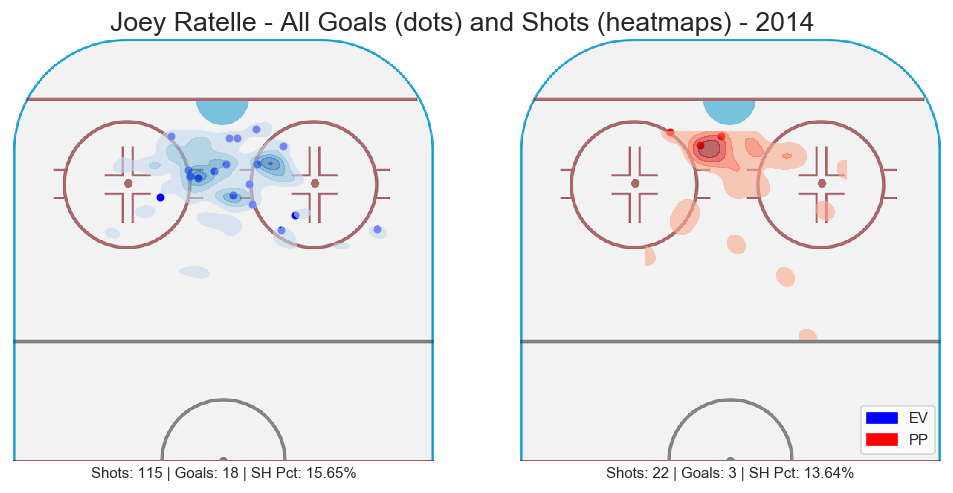 Joey Ratelle - All Goals (dots) and Shots (heatmaps) - 2014
EV
PP
Shots: 115 | Goals: 18 | SH Pct: 15.65%
Shots: 22 | Goals: 3 | SH Pct: 13.64%